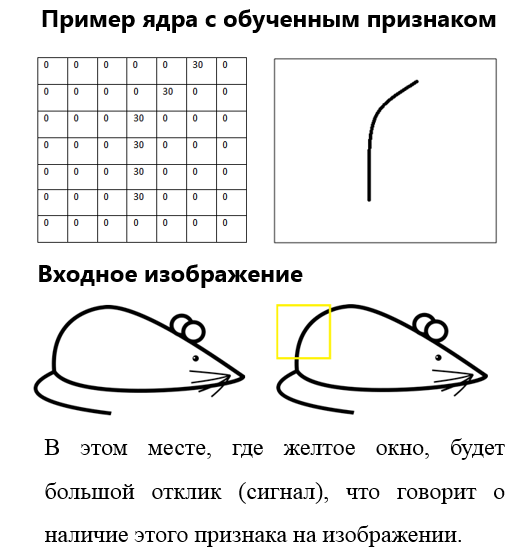 Пример ядра с обученным признаком
0 0 0 0 0 30 0
0 0 0 0 30 0 0
0 0 0 30 0 0 0
0 0 0 30 0 0 0
0 0 0 30 0 0 0
0 0 0 30 0 0 0
0 0 0 0 0 0 0
Входное изображение
В этом месте, где желтое окно, будет
большой отклик (сигнал), что говорит о
наличие этого признака на изображении.